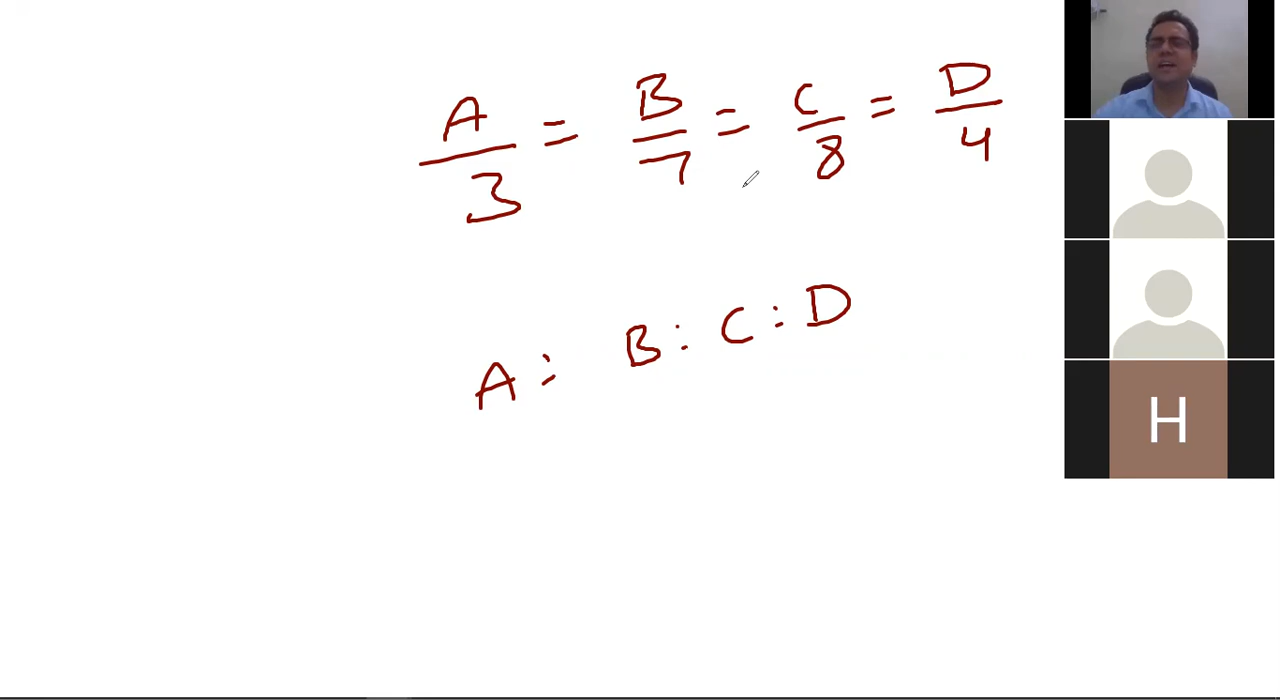 A/3 = B/7 = C/8 = D/4
A : B : C : D
H